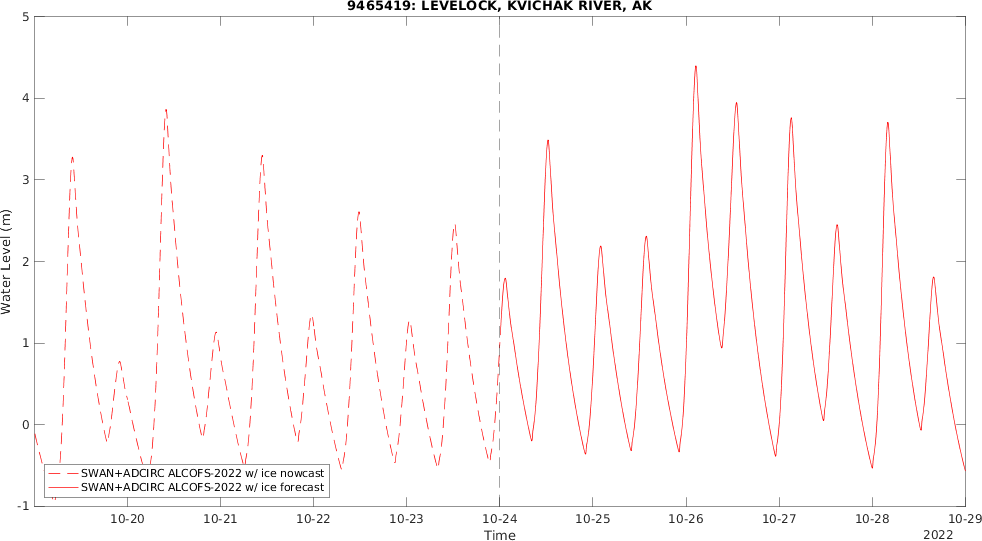 9465419: LEVELOCK, KVICHAK RIVER, AK
5
4
3
2
1
0
-1
Water Level (m)
SWAN+ADCIRC ALCOFS-2022 w/ ice nowcast
SWAN+ADCIRC ALCOFS-2022 w/ ice forecast
10-20 10-21 10-22 10-23 10-24 10-25 10-26 10-27 10-28 10-29
Time
2022